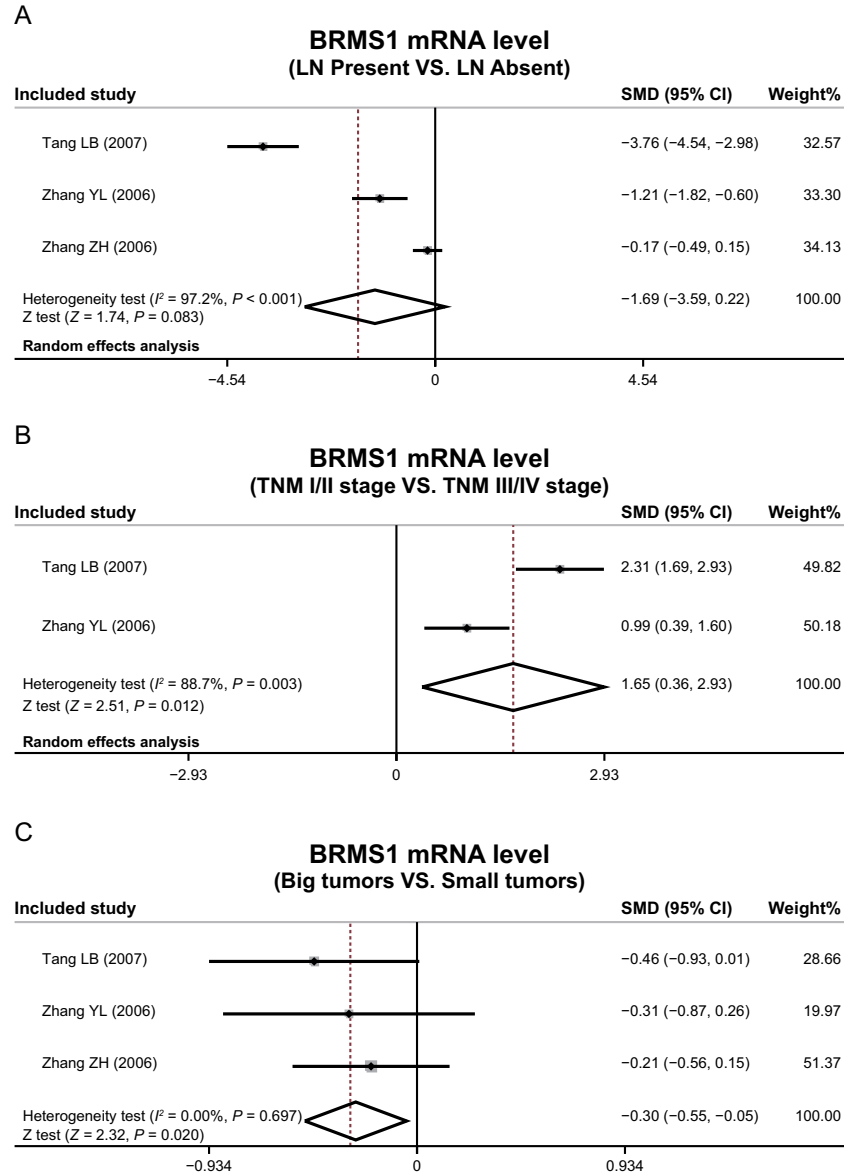 A
BRMS1 mRNA level
(LN Present VS. LN Absent)
Included study SMD (95% CI) Weight%
Tang LB (2007) −3.76 (−4.54, −2.98) 32.57
Zhang YL (2006) −1.21 (−1.82, −0.60) 33.30
Zhang ZH (2006) −0.17 (−0.49, 0.15) 34.13
Heterogeneity test (I² = 97.2%, P < 0.001) −1.69 (−3.59, 0.22) 100.00
Z test (Z = 1.74, P = 0.083)
Random effects analysis
−4.54 0 4.54
B
BRMS1 mRNA level
(TNM I/II stage VS. TNM III/IV stage)
Included study SMD (95% CI) Weight%
Tang LB (2007) 2.31 (1.69, 2.93) 49.82
Zhang YL (2006) 0.99 (0.39, 1.60) 50.18
Heterogeneity test (I² = 88.7%, P = 0.003) 1.65 (0.36, 2.93) 100.00
Z test (Z = 2.51, P = 0.012)
Random effects analysis
−2.93 0 2.93
C
BRMS1 mRNA level
(Big tumors VS. Small tumors)
Included study SMD (95% CI) Weight%
Tang LB (2007) −0.46 (−0.93, 0.01) 28.66
Zhang YL (2006) −0.31 (−0.87, 0.26) 19.97
Zhang ZH (2006) −0.21 (−0.56, 0.15) 51.37
Heterogeneity test (I² = 0.00%, P = 0.697) −0.30 (−0.55, −0.05) 100.00
Z test (Z = 2.32, P = 0.020)
−0.934 0 0.934